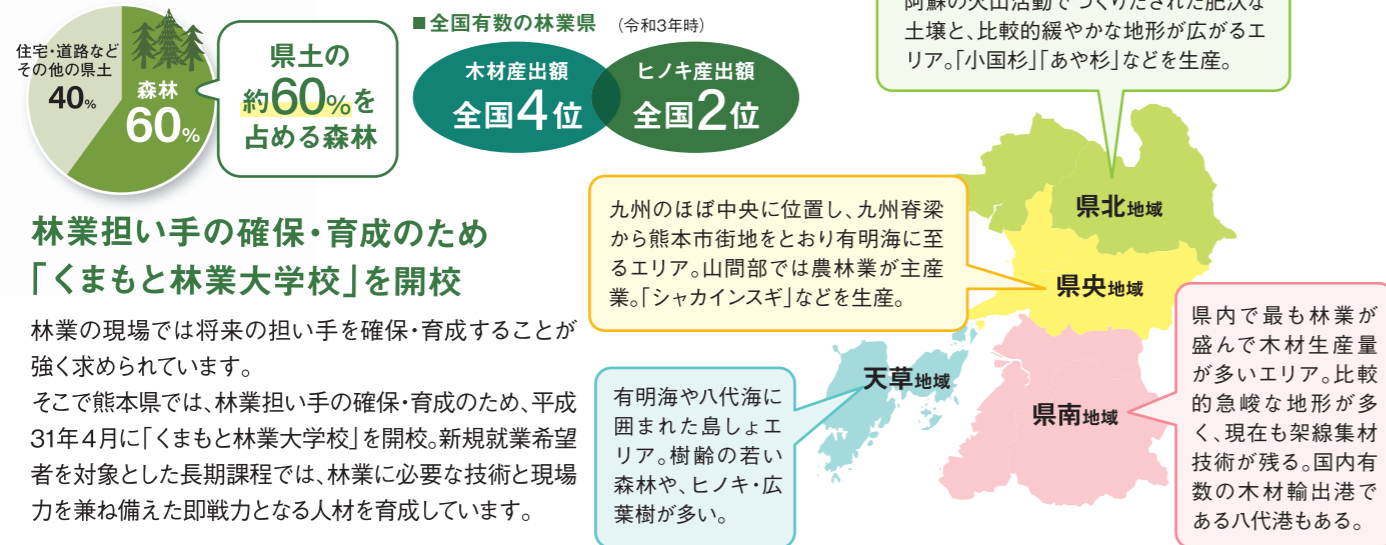 住宅・道路など
その他の県土
40%
森林
60%
県土の
約60%を
占める森林
■全国有数の林業県 (令和3年時)
木材産出額
全国4位
ヒノキ産出額
全国2位
林業担い手の確保・育成のため
「くまもと林業大学校」を開校
林業の現場では将来の担い手を確保・育成することが
強く求められています。
そこで熊本県では、林業担い手の確保・育成のため、平成
31年4月に「くまもと林業大学校」を開校。新規就業希望
者を対象とした長期課程では、林業に必要な技術と現場
力を兼ね備えた即戦力となる人材を育成しています。
阿蘇の火山活動でつくりだされた肥沃な
土壌と、比較的緩やかな地形が広がるエ
リア。「小国杉」「あや杉」などを生産。
県北地域
九州のほぼ中央に位置し、九州脊梁
から熊本市街地をとおり有明海に至
るエリア。山間部では農林業が主産
業。「シャカインスギ」などを生産。
県央地域
有明海や八代海に
囲まれた島しょエ
リア。樹齢の若い
森林や、ヒノキ・広
葉樹が多い。
天草地域
県南地域
県内で最も林業が
盛んで木材生産量
が多いエリア。比較
的急峻な地形が多
く、現在も架線集材
技術が残る。国内有
数の木材輸出港で
ある八代港もある。